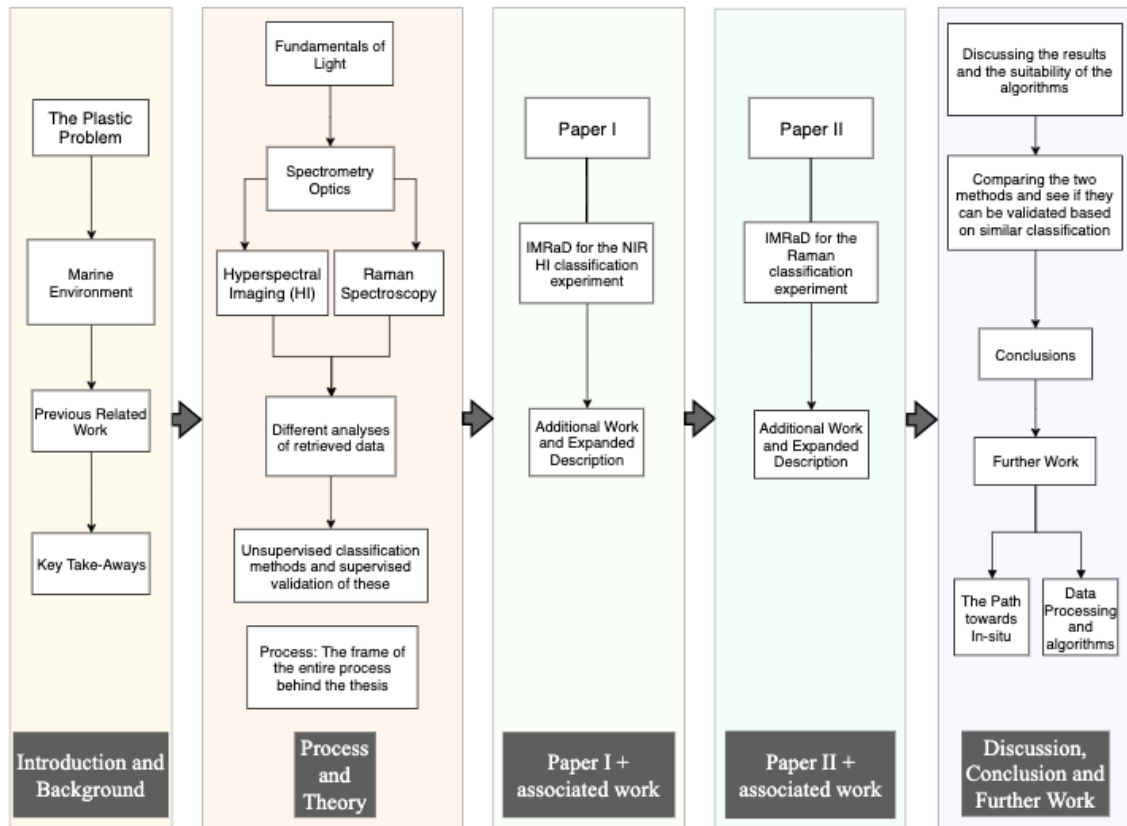 The Plastic
Problem
Marine
Environment
Previous Related
Work
Key Take-Aways
Introduction and
Background
Fundamentals of
Light
Spectrometry
Optics
Hyperspectral
Imaging (HI)
Raman
Spectroscopy
Different analyses
of retrieved data
Unsupervised classification
methods and supervised
validation of these
Process: The frame of
the entire process
behind the thesis
Process
and
Theory
Paper I
IMRaD for the NIR
HI classification
experiment
Additional Work
and Expanded
Description
Paper I +
associated work
Paper II
IMRaD for the
Raman
classification
experiment
Additional Work
and Expanded
Description
Paper II +
associated work
Discussing the results
and the suitability of the
algorithms
Comparing the two
methods and see if they
can be validated based
on similar classification
Conclusions
Further Work
The Path
towards
In-situ
Data
Processing
and
algorithms
Discussion,
Conclusion and
Further Work